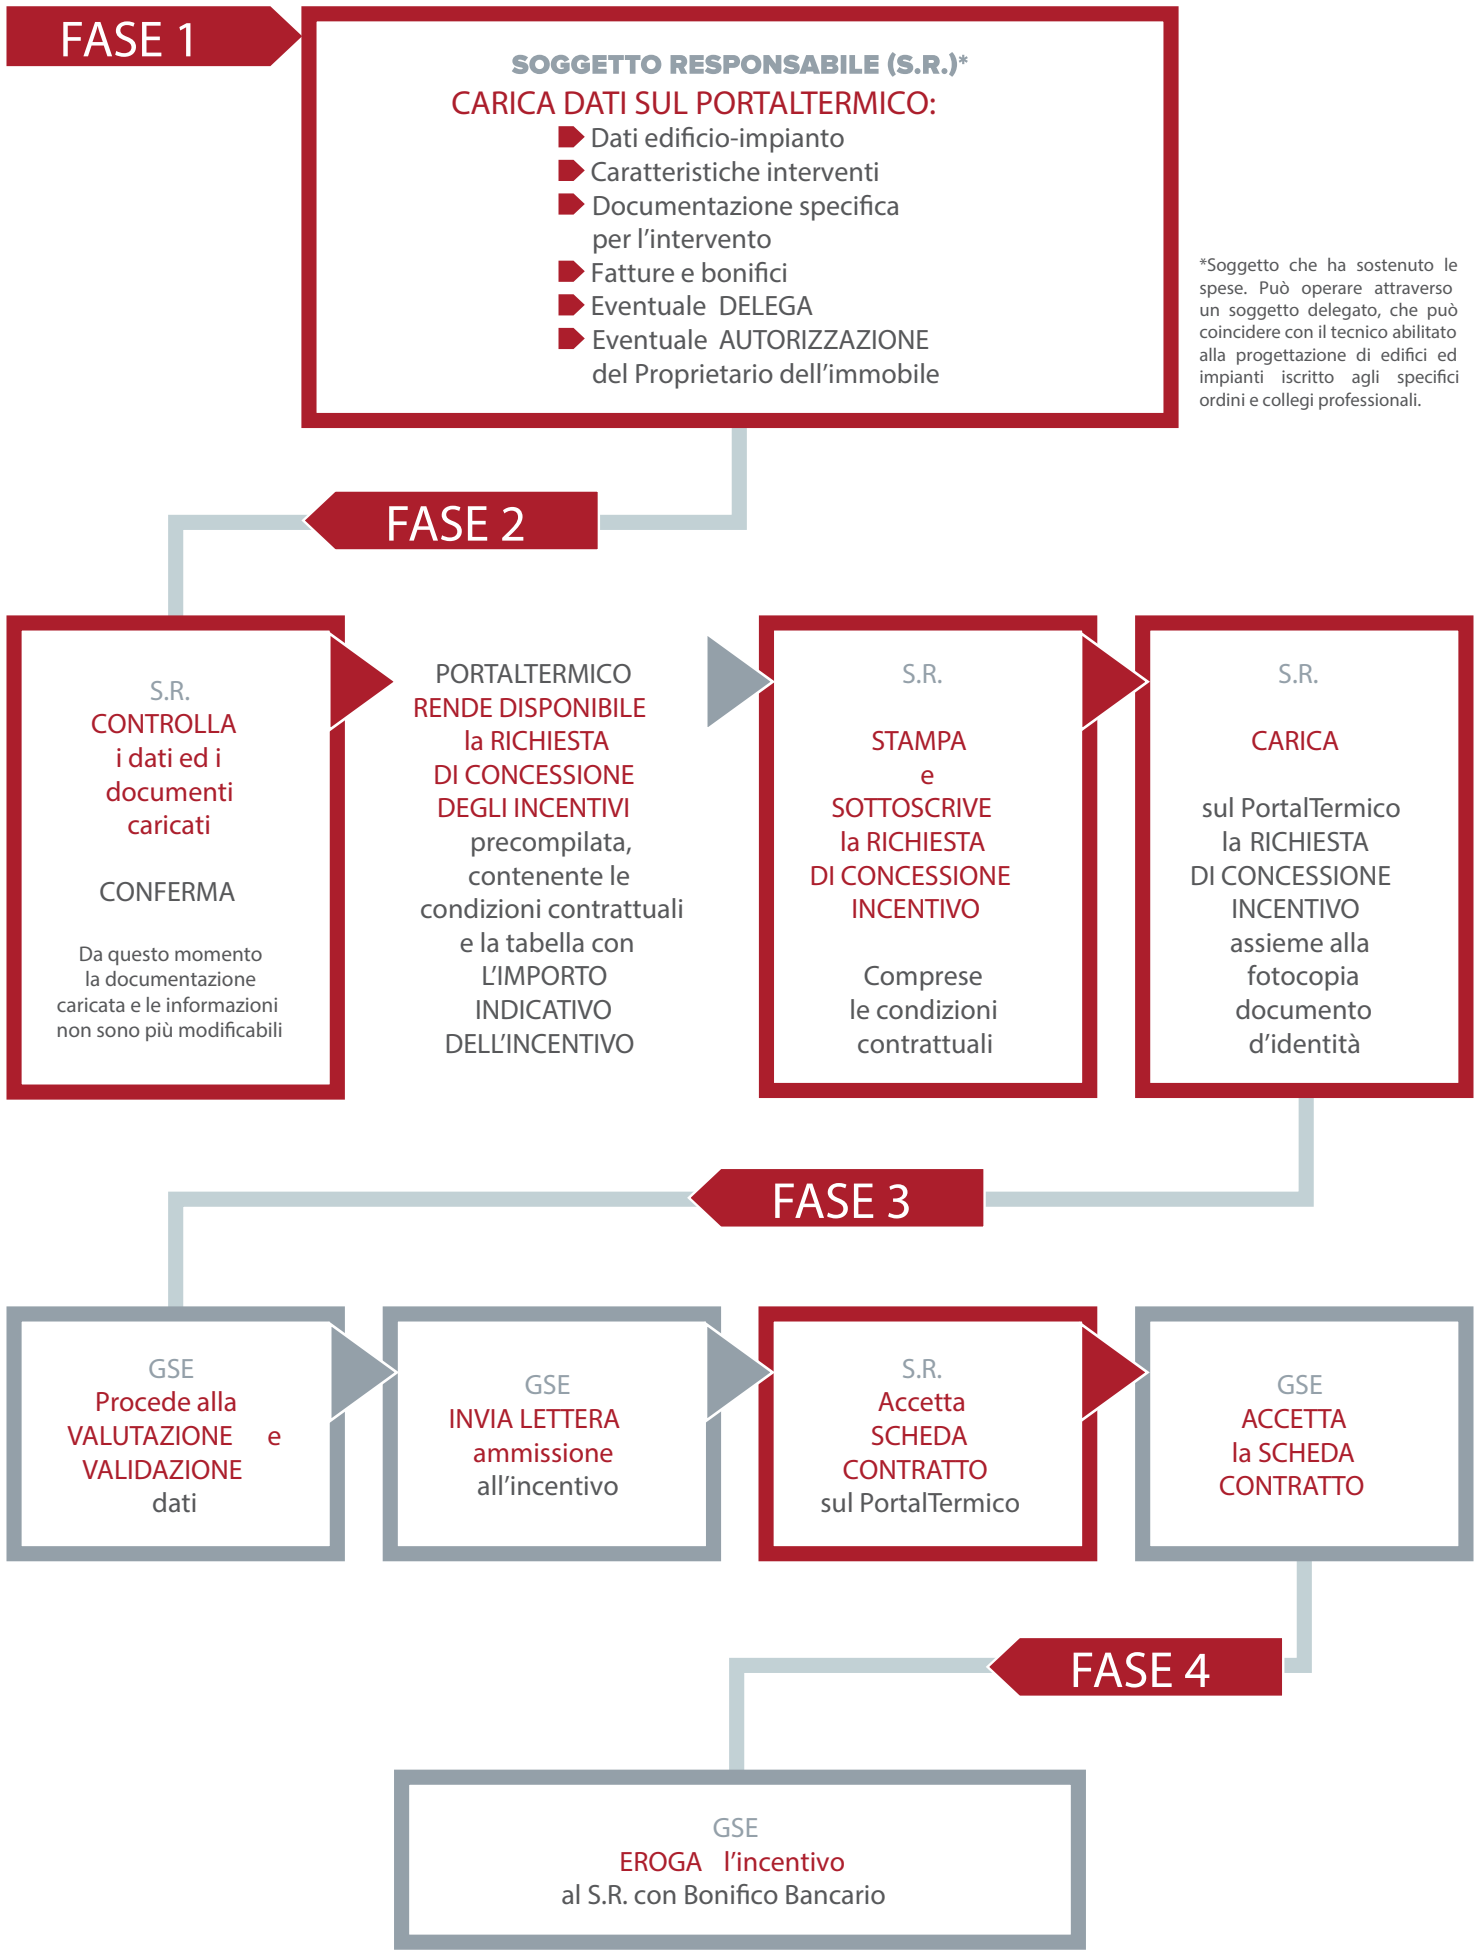 FASE 1
SOGGETTO RESPONSABILE (S.R.)*
CARICA DATI SUL PORTALTERMICO:
Dati edificio-impianto
Caratteristiche interventi
Documentazione specifica
per l'intervento
Fatture e bonifici
Eventuale DELEGA
Eventuale AUTORIZZAZIONE
del Proprietario dell'immobile
*Soggetto che ha sostenuto le
spese. Può operare attraverso
un soggetto delegato, che può
coincidere con il tecnico abilitato
alla progettazione di edifici ed
impianti iscritto agli specifici
ordini e collegi professionali.
FASE 2
S.R.
CONTROLLA
i dati ed i
documenti
caricati
CONFERMA
Da questo momento
la documentazione
caricata e le informazioni
non sono più modificabili
PORTALTERMICO
RENDE DISPONIBILE
la RICHIESTA
DI CONCESSIONE
DEGLI INCENTIVI
precompilata,
contenente le
condizioni contrattuali
e la tabella con
L'IMPORTO
INDICATIVO
DELL'INCENTIVO
S.R.
STAMPA
e
SOTTOSCRIVE
la RICHIESTA
DI CONCESSIONE
INCENTIVO
Comprese
le condizioni
contrattuali
S.R.
CARICA
sul PortalTermico
la RICHIESTA
DI CONCESSIONE
INCENTIVO
assieme alla
fotocopia
documento
d'identità
FASE 3
GSE
Procede alla
VALUTAZIONE e
VALIDAZIONE
dati
GSE
INVIA LETTERA
ammissione
all'incentivo
S.R.
Accetta
SCHEDA
CONTRATTO
sul PortalTermico
GSE
ACCETTA
la SCHEDA
CONTRATTO
FASE 4
GSE
EROGA l'incentivo
al S.R. con Bonifico Bancario